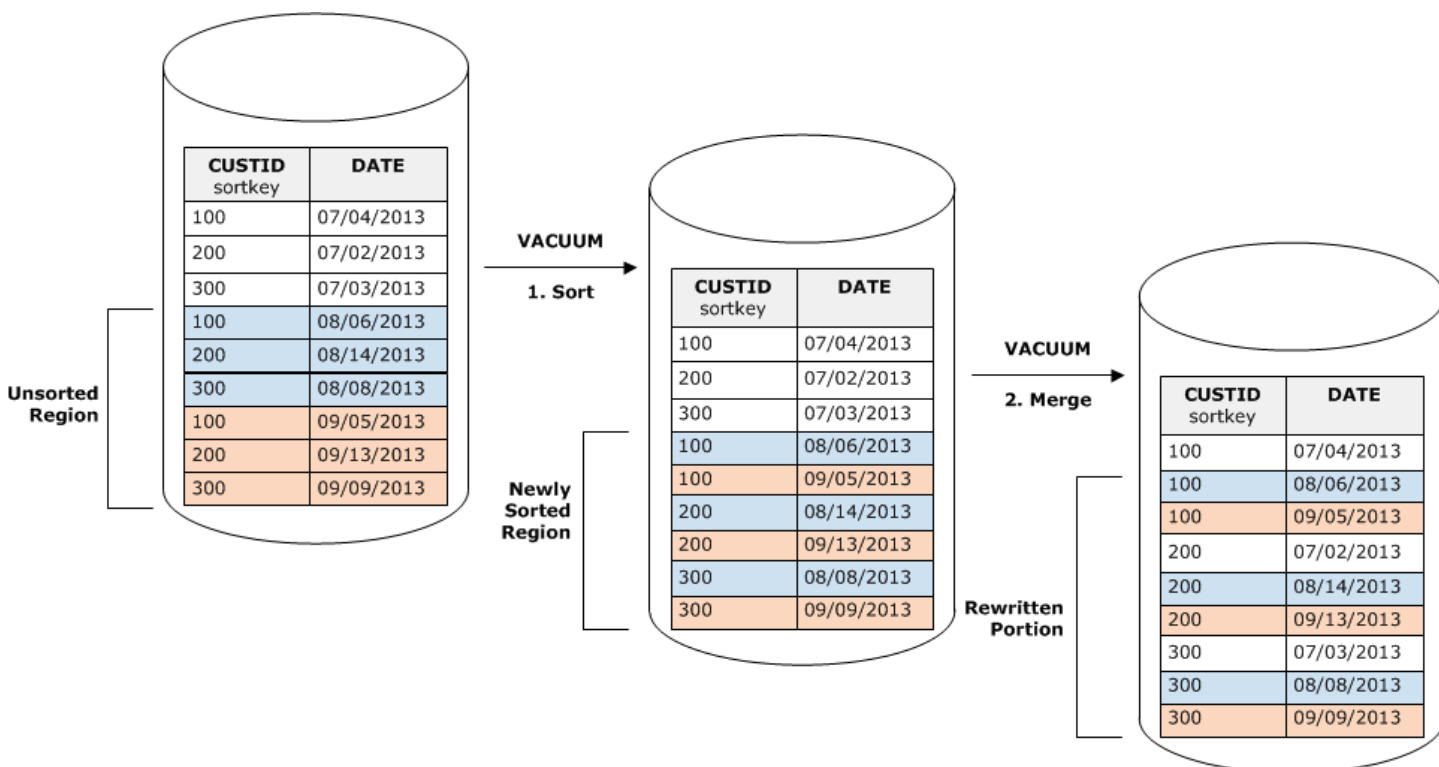 CUSTID DATE
sortkey
100 07/04/2013
200 07/02/2013
300 07/03/2013
100 08/06/2013
200 08/14/2013
300 08/08/2013
100 09/05/2013
200 09/13/2013
300 09/09/2013
Unsorted
Region
VACUUM
1. Sort
CUSTID DATE
sortkey
100 07/04/2013
200 07/02/2013
300 07/03/2013
100 08/06/2013
100 09/05/2013
200 08/14/2013
200 09/13/2013
300 08/08/2013
300 09/09/2013
Newly
Sorted
Region
VACUUM
2. Merge
CUSTID DATE
sortkey
100 07/04/2013
100 08/06/2013
100 09/05/2013
200 07/02/2013
200 08/14/2013
200 09/13/2013
300 07/03/2013
300 08/08/2013
300 09/09/2013
Rewritten
Portion